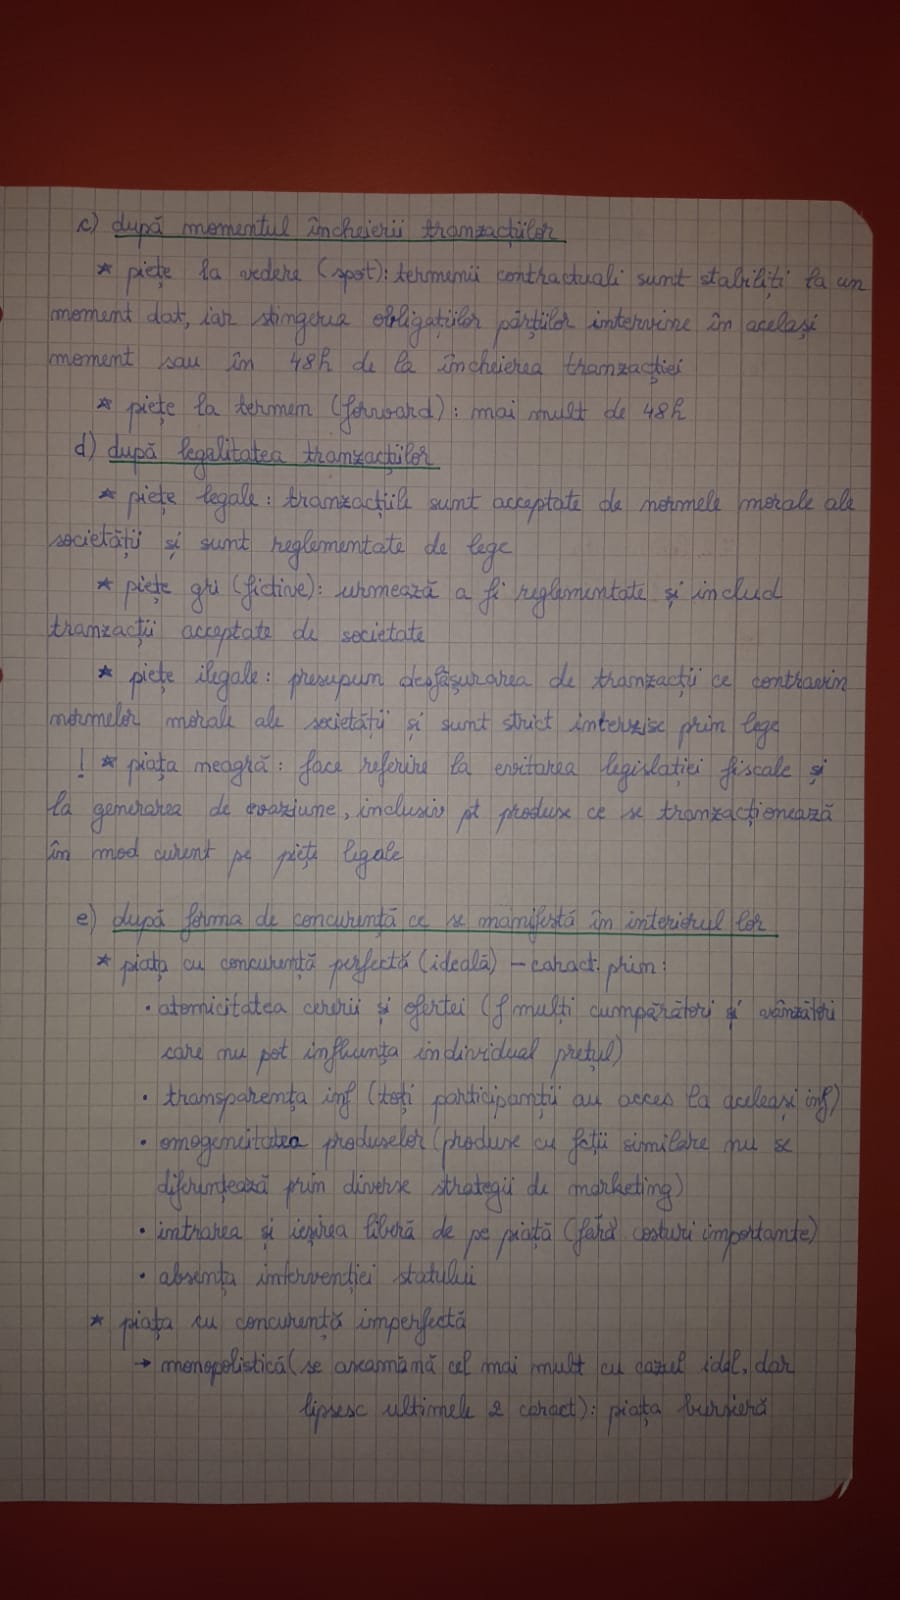 c) după momentul încheierii tranzacțiilor
* piețe la vedere (spot): termenii contractuali sunt stabiliți la un
moment dat, iar stingerea obligațiilor părților intervine în același
moment sau în 48h de la încheierea tranzacției
* piețe la termen (forward): mai mult de 48h
d) după legalitatea tranzacțiilor
* piețe legale: tranzacțiile sunt acceptate de normele morale ale
societății și sunt reglementate de lege
* piețe gri (fictive): urmează a fi reglementate și includ
tranzacții acceptate de societate
* piețe ilegale: presupun desfășurarea de tranzacții ce contravin
normelor morale ale societății și sunt strict interzise prin lege
! * piața neagră: face referire la evitarea legislației fiscale și
la generarea de evaziune, inclusiv pt produse ce se tranzacționează
în mod curent pe piețe legale
e) după forma de concurență ce se manifestă în interiorul lor
* piața cu concurență perfectă (ideală) – caract. prin:
• atomicitatea cererii și ofertei (f mulți cumpărători și vânzători
care nu pot influența individual prețul)
• transparența inf (toți participanții au acces la aceleași inf)
• omogenitatea produselor (produse cu fcții similare nu se
diferențează prin diverse strategii de marketing)
• intrarea și ieșirea liberă de pe piață (fără costuri importante)
• absența intervenției statului
* piața cu concurență imperfectă
→ monopolistică (se aseamănă cel mai mult cu cazul idel, dar
lipsesc ultimele 2 caract): piața bursieră